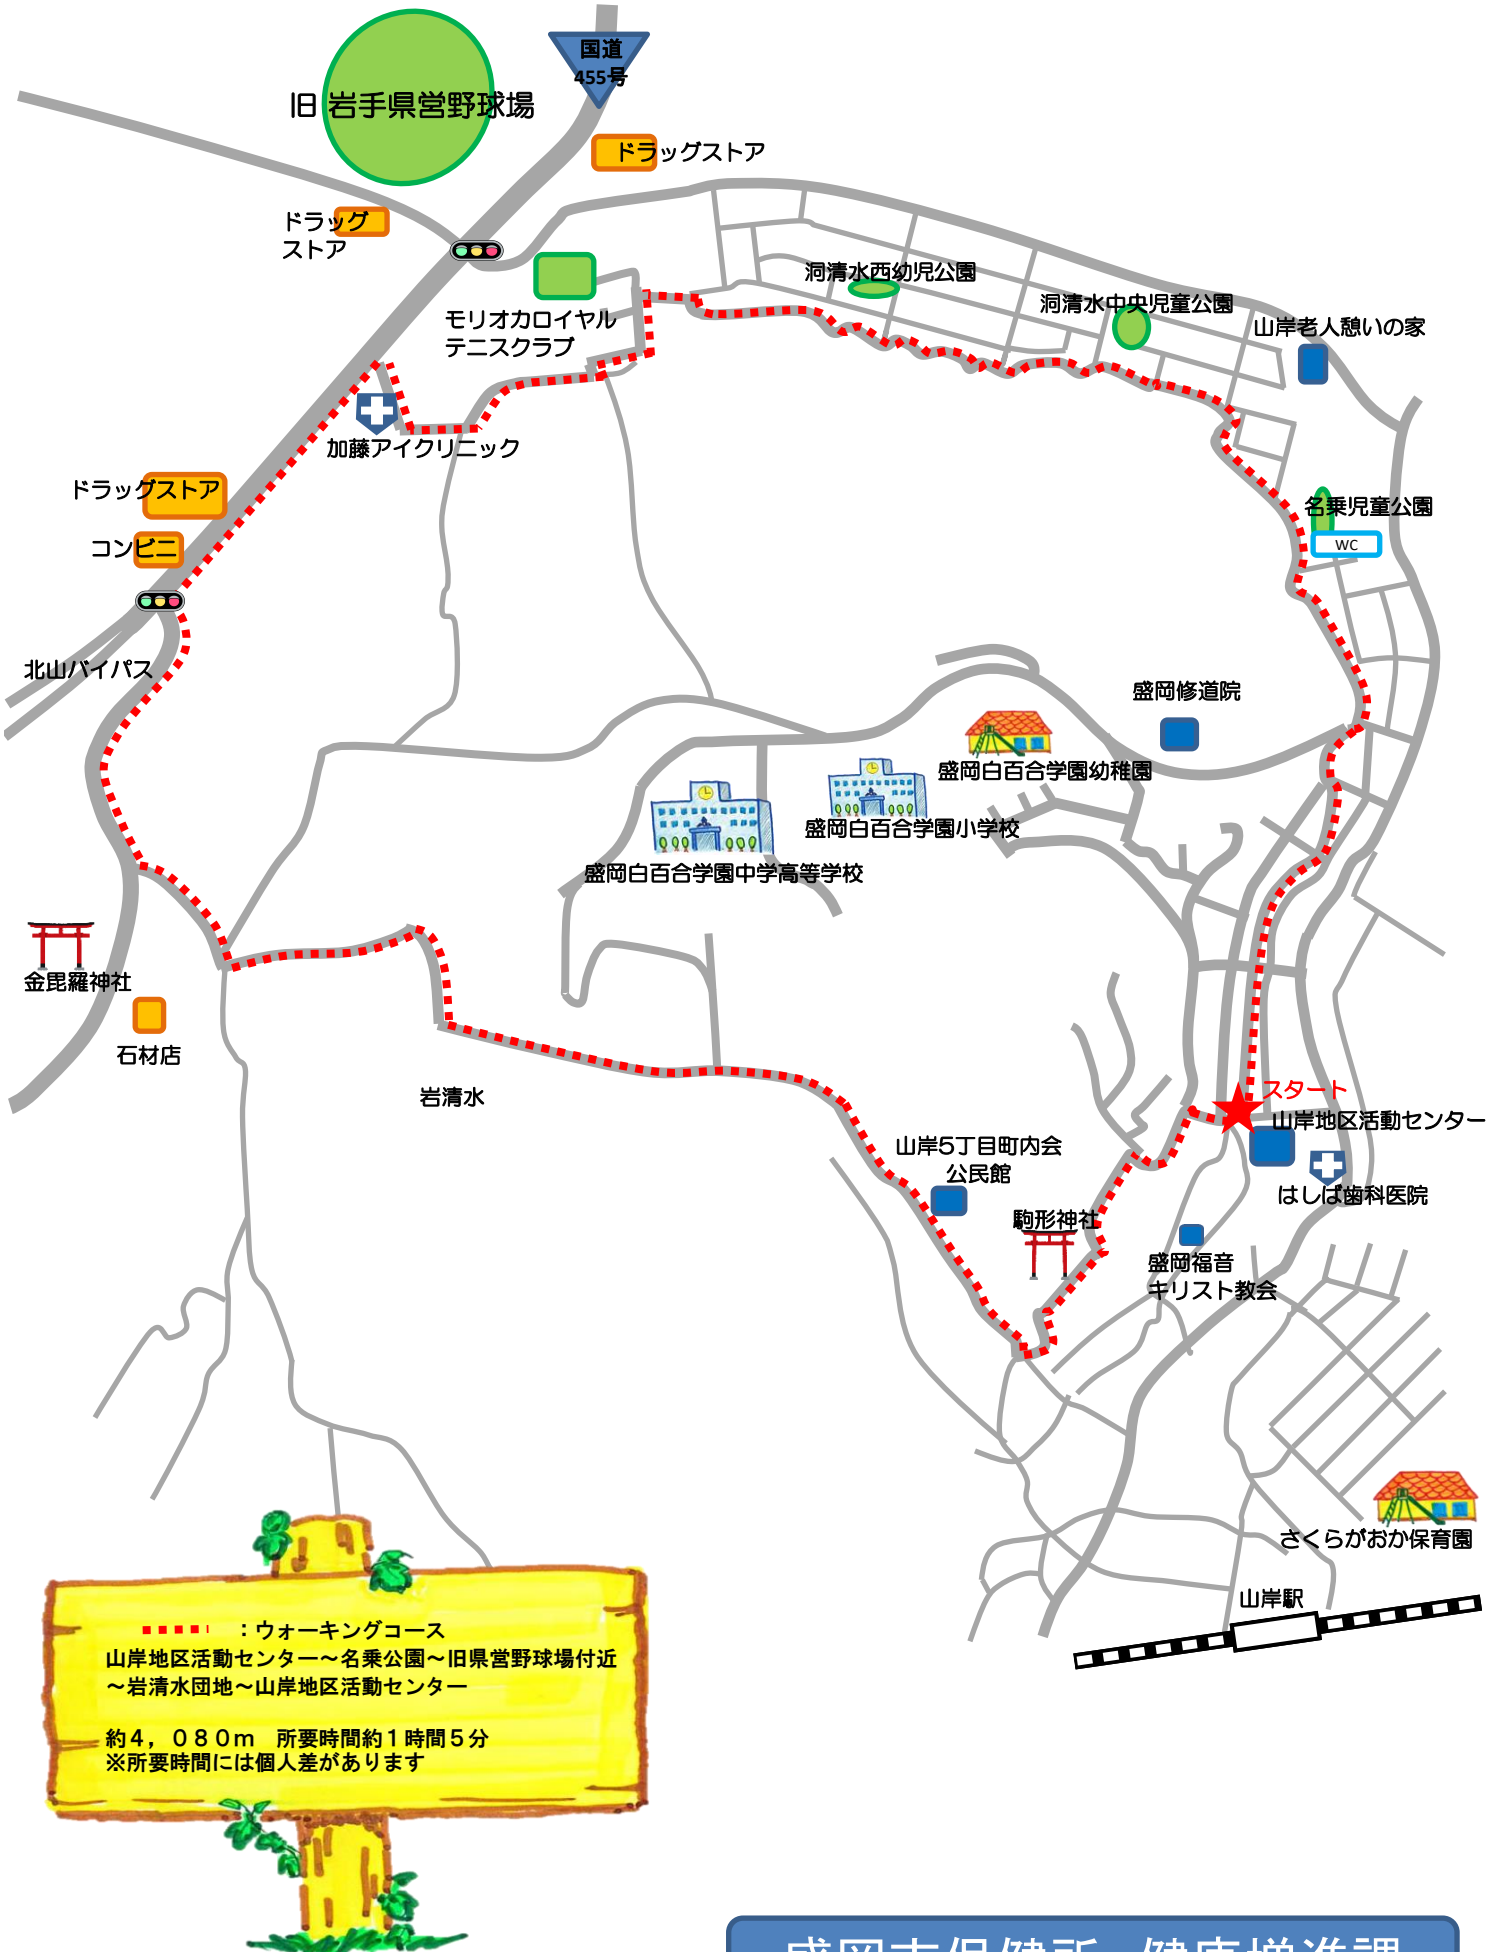 国道
455号
旧 岩手県営野球場
ドラッグストア
ドラッグ
ストア
モリオカロイヤル
テニスクラブ
洞清水西幼児公園
洞清水中央児童公園
山岸老人憩いの家
加藤アイクリニック
ドラッグストア
コンビニ
名乗児童公園
WC
北山バイパス
盛岡修道院
盛岡白百合学園幼稚園
盛岡白百合学園小学校
盛岡白百合学園中学高等学校
金毘羅神社
石材店
岩清水
スタート
山岸地区活動センター
山岸5丁目町内会
公民館
はしば歯科医院
駒形神社
盛岡福音
キリスト教会
さくらがおか保育園
山岸駅
：ウォーキングコース
山岸地区活動センター～名乗公園～旧県営野球場付近
～岩清水団地～山岸地区活動センター
約４，０８０ｍ　所要時間約１時間５分
※所要時間には個人差があります
盛岡市保健所 健康増進課